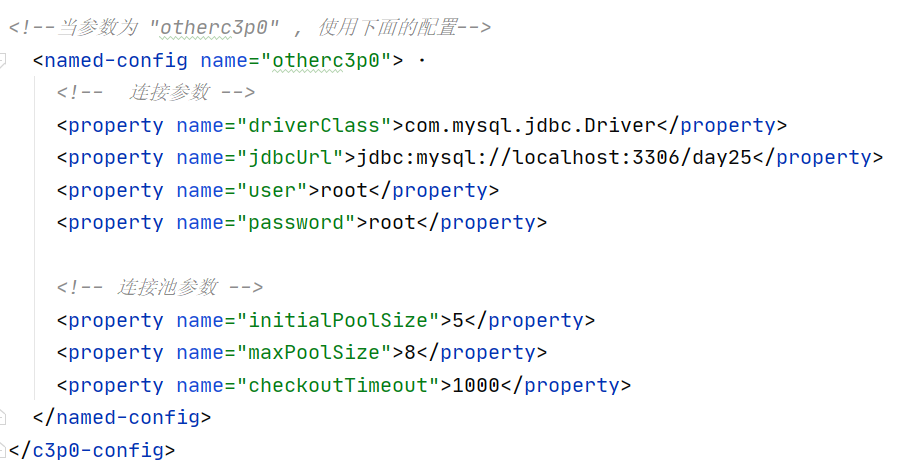 <!--当参数为 "otherc3p0" , 使用下面的配置-->
<named-config name="otherc3p0"> ·
<!--  连接参数 -->
<property name="driverClass">com.mysql.jdbc.Driver</property>
<property name="jdbcUrl">jdbc:mysql://localhost:3306/day25</property>
<property name="user">root</property>
<property name="password">root</property>
<!-- 连接池参数 -->
<property name="initialPoolSize">5</property>
<property name="maxPoolSize">8</property>
<property name="checkoutTimeout">1000</property>
</named-config>
</c3p0-config>